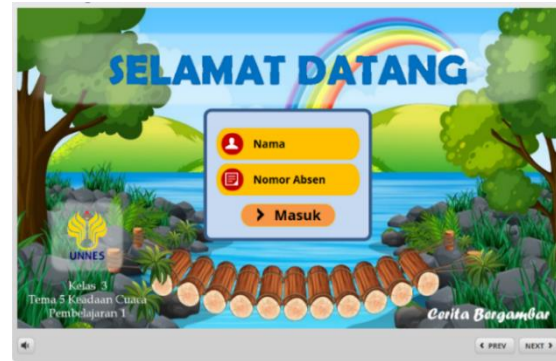 SELAMAT DATANG
Nama
Nomor Absen
Masuk
UNNES
Kelas 3
Tema 5 Keadaan Cuaca
Pembelajaran 1
Cerita Bergambar
PREV
NEXT